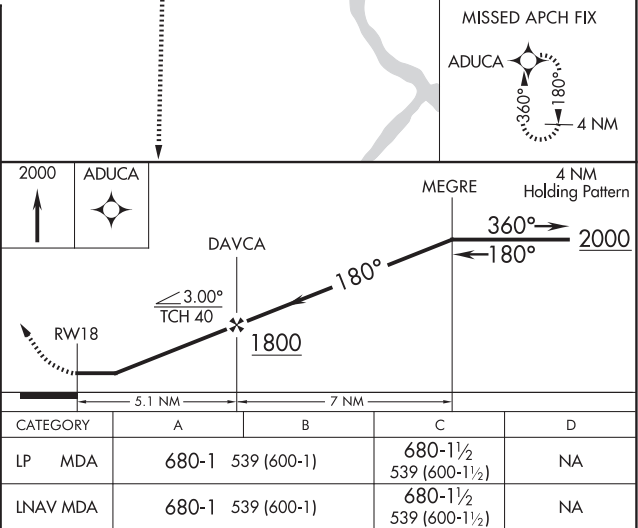 MISSED APCH FIX
ADUCA
360°
180°
4 NM
2000
ADUCA
MEGRE
4 NM
Holding Pattern
360°
2000
180°
DAVCA
180°
3.00°
TCH 40
1800
RW18
5.1 NM
7 NM
CATEGORY A B C D
LP MDA 680-1 539 (600-1) 680-1½ NA
539 (600-1½)
LNAV MDA 680-1 539 (600-1) 680-1½ NA
539 (600-1½)